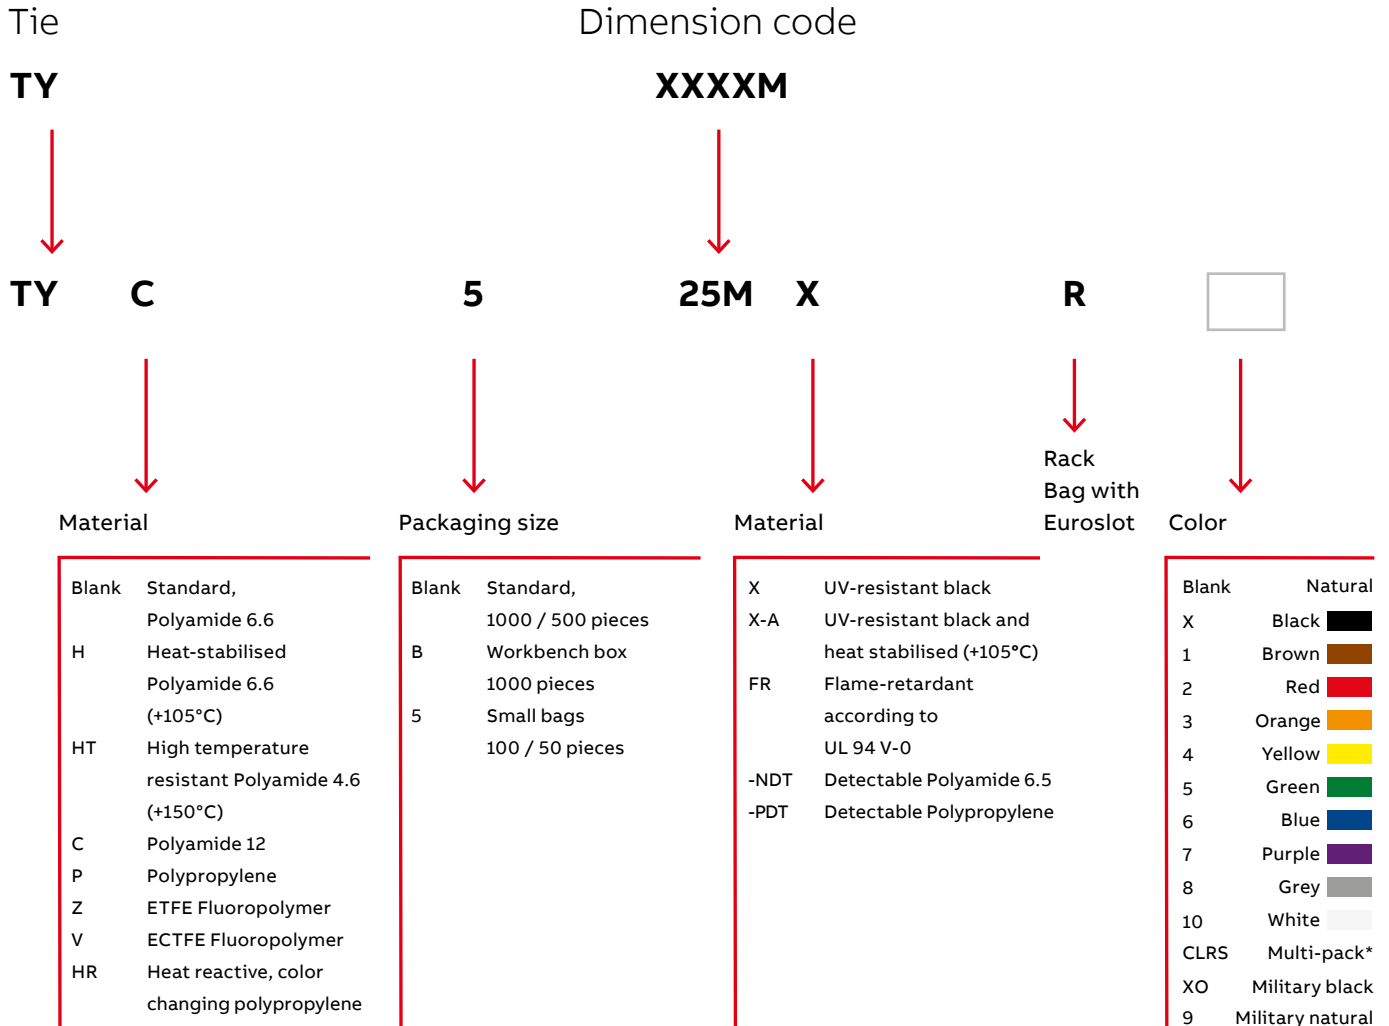 Tie
Dimension code
TY
XXXXM
TY C 5 25M X R
Rack
Bag with
Euroslot
Material
Blank Standard,
Polyamide 6.6
H Heat-stabilised
Polyamide 6.6
(+105°C)
HT High temperature
resistant Polyamide 4.6
(+150°C)
C Polyamide 12
P Polypropylene
Z ETFE Fluoropolymer
V ECTFE Fluoropolymer
HR Heat reactive, color
changing polypropylene
Packaging size
Blank Standard,
1000 / 500 pieces
B Workbench box
1000 pieces
5 Small bags
100 / 50 pieces
Material
X UV-resistant black
X-A UV-resistant black and
heat stabilised (+105°C)
FR Flame-retardant
according to
UL 94 V-0
-NDT Detectable Polyamide 6.5
-PDT Detectable Polypropylene
Color
Blank Natural
X Black
1 Brown
2 Red
3 Orange
4 Yellow
5 Green
6 Blue
7 Purple
8 Grey
10 White
CLRS Multi-pack*
XO Military black
9 Military natural